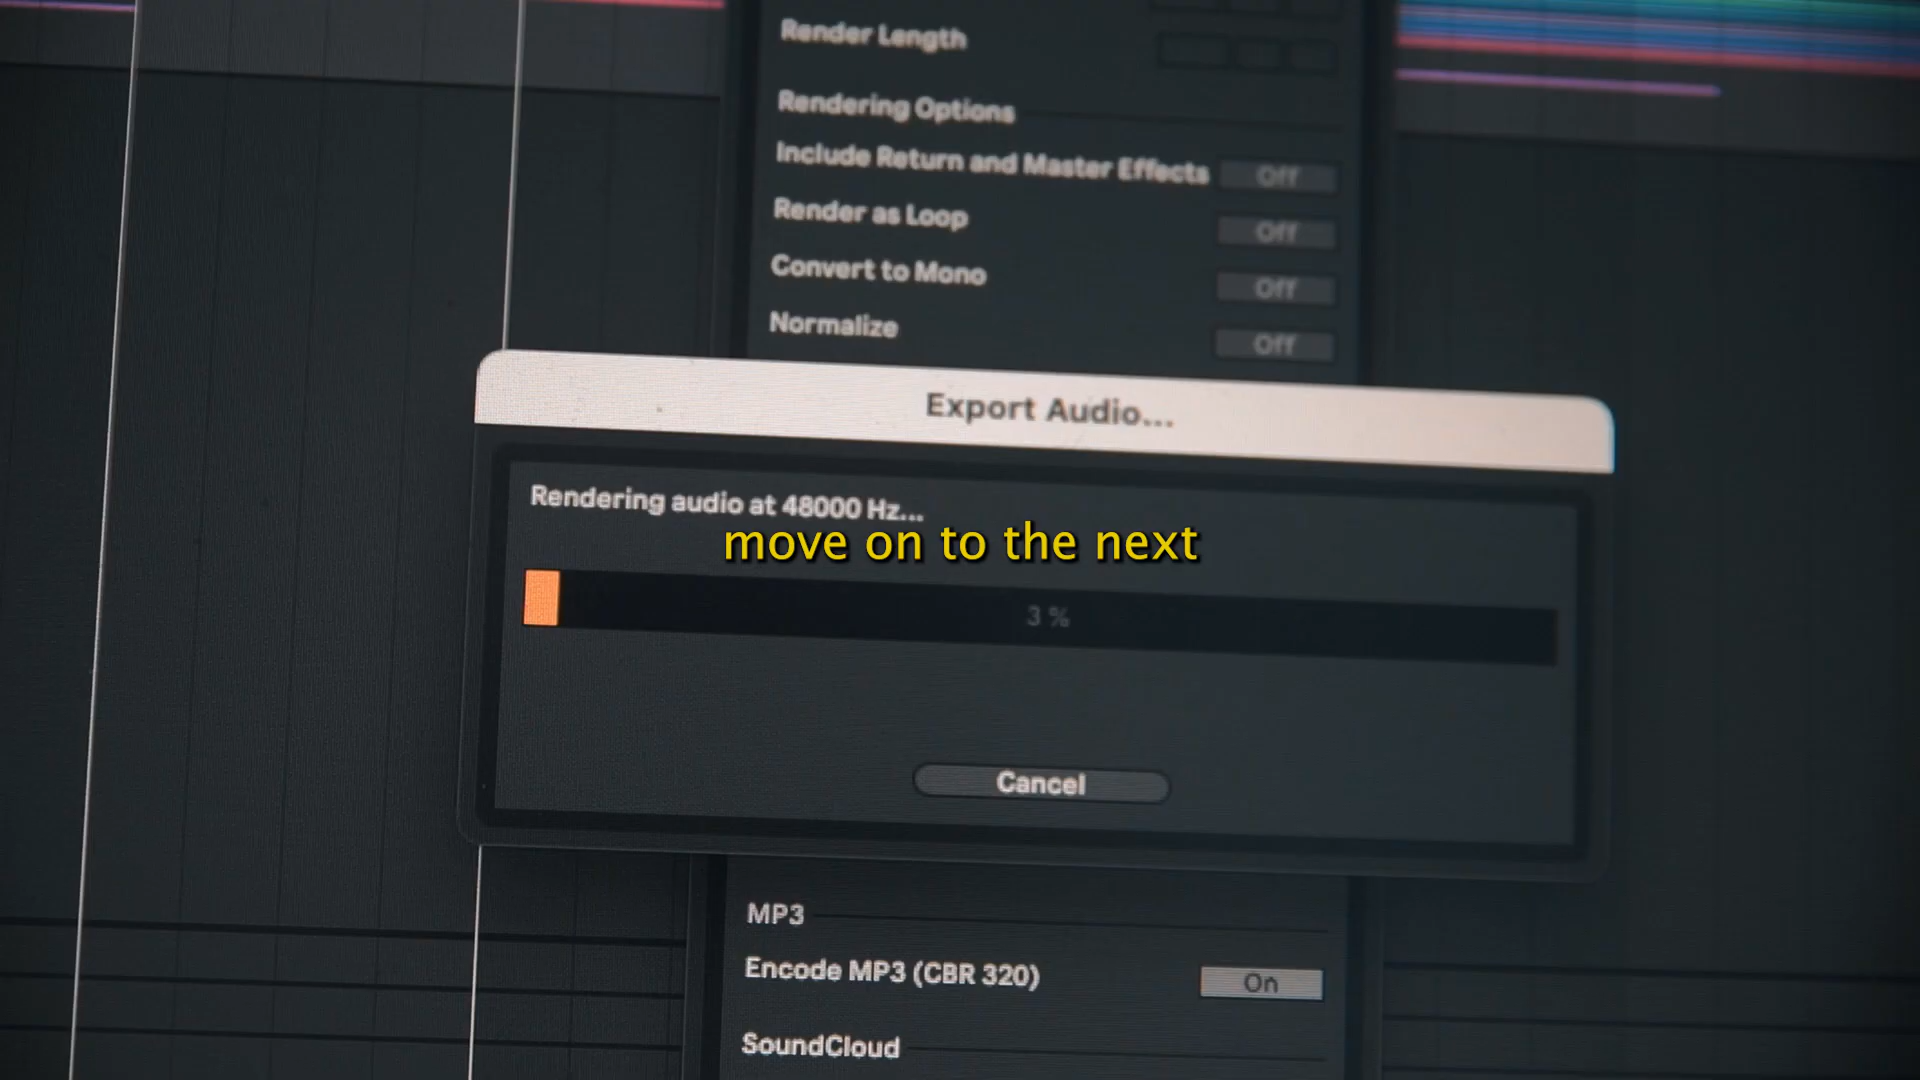 Render Length
Rendering Options
Include Return and Master Effects Off
Render as Loop Off
Convert to Mono Off
Normalize Off
Export Audio...
Rendering audio at 48000 Hz...
move on to the next
3 %
Cancel
MP3
Encode MP3 (CBR 320) On
SoundCloud